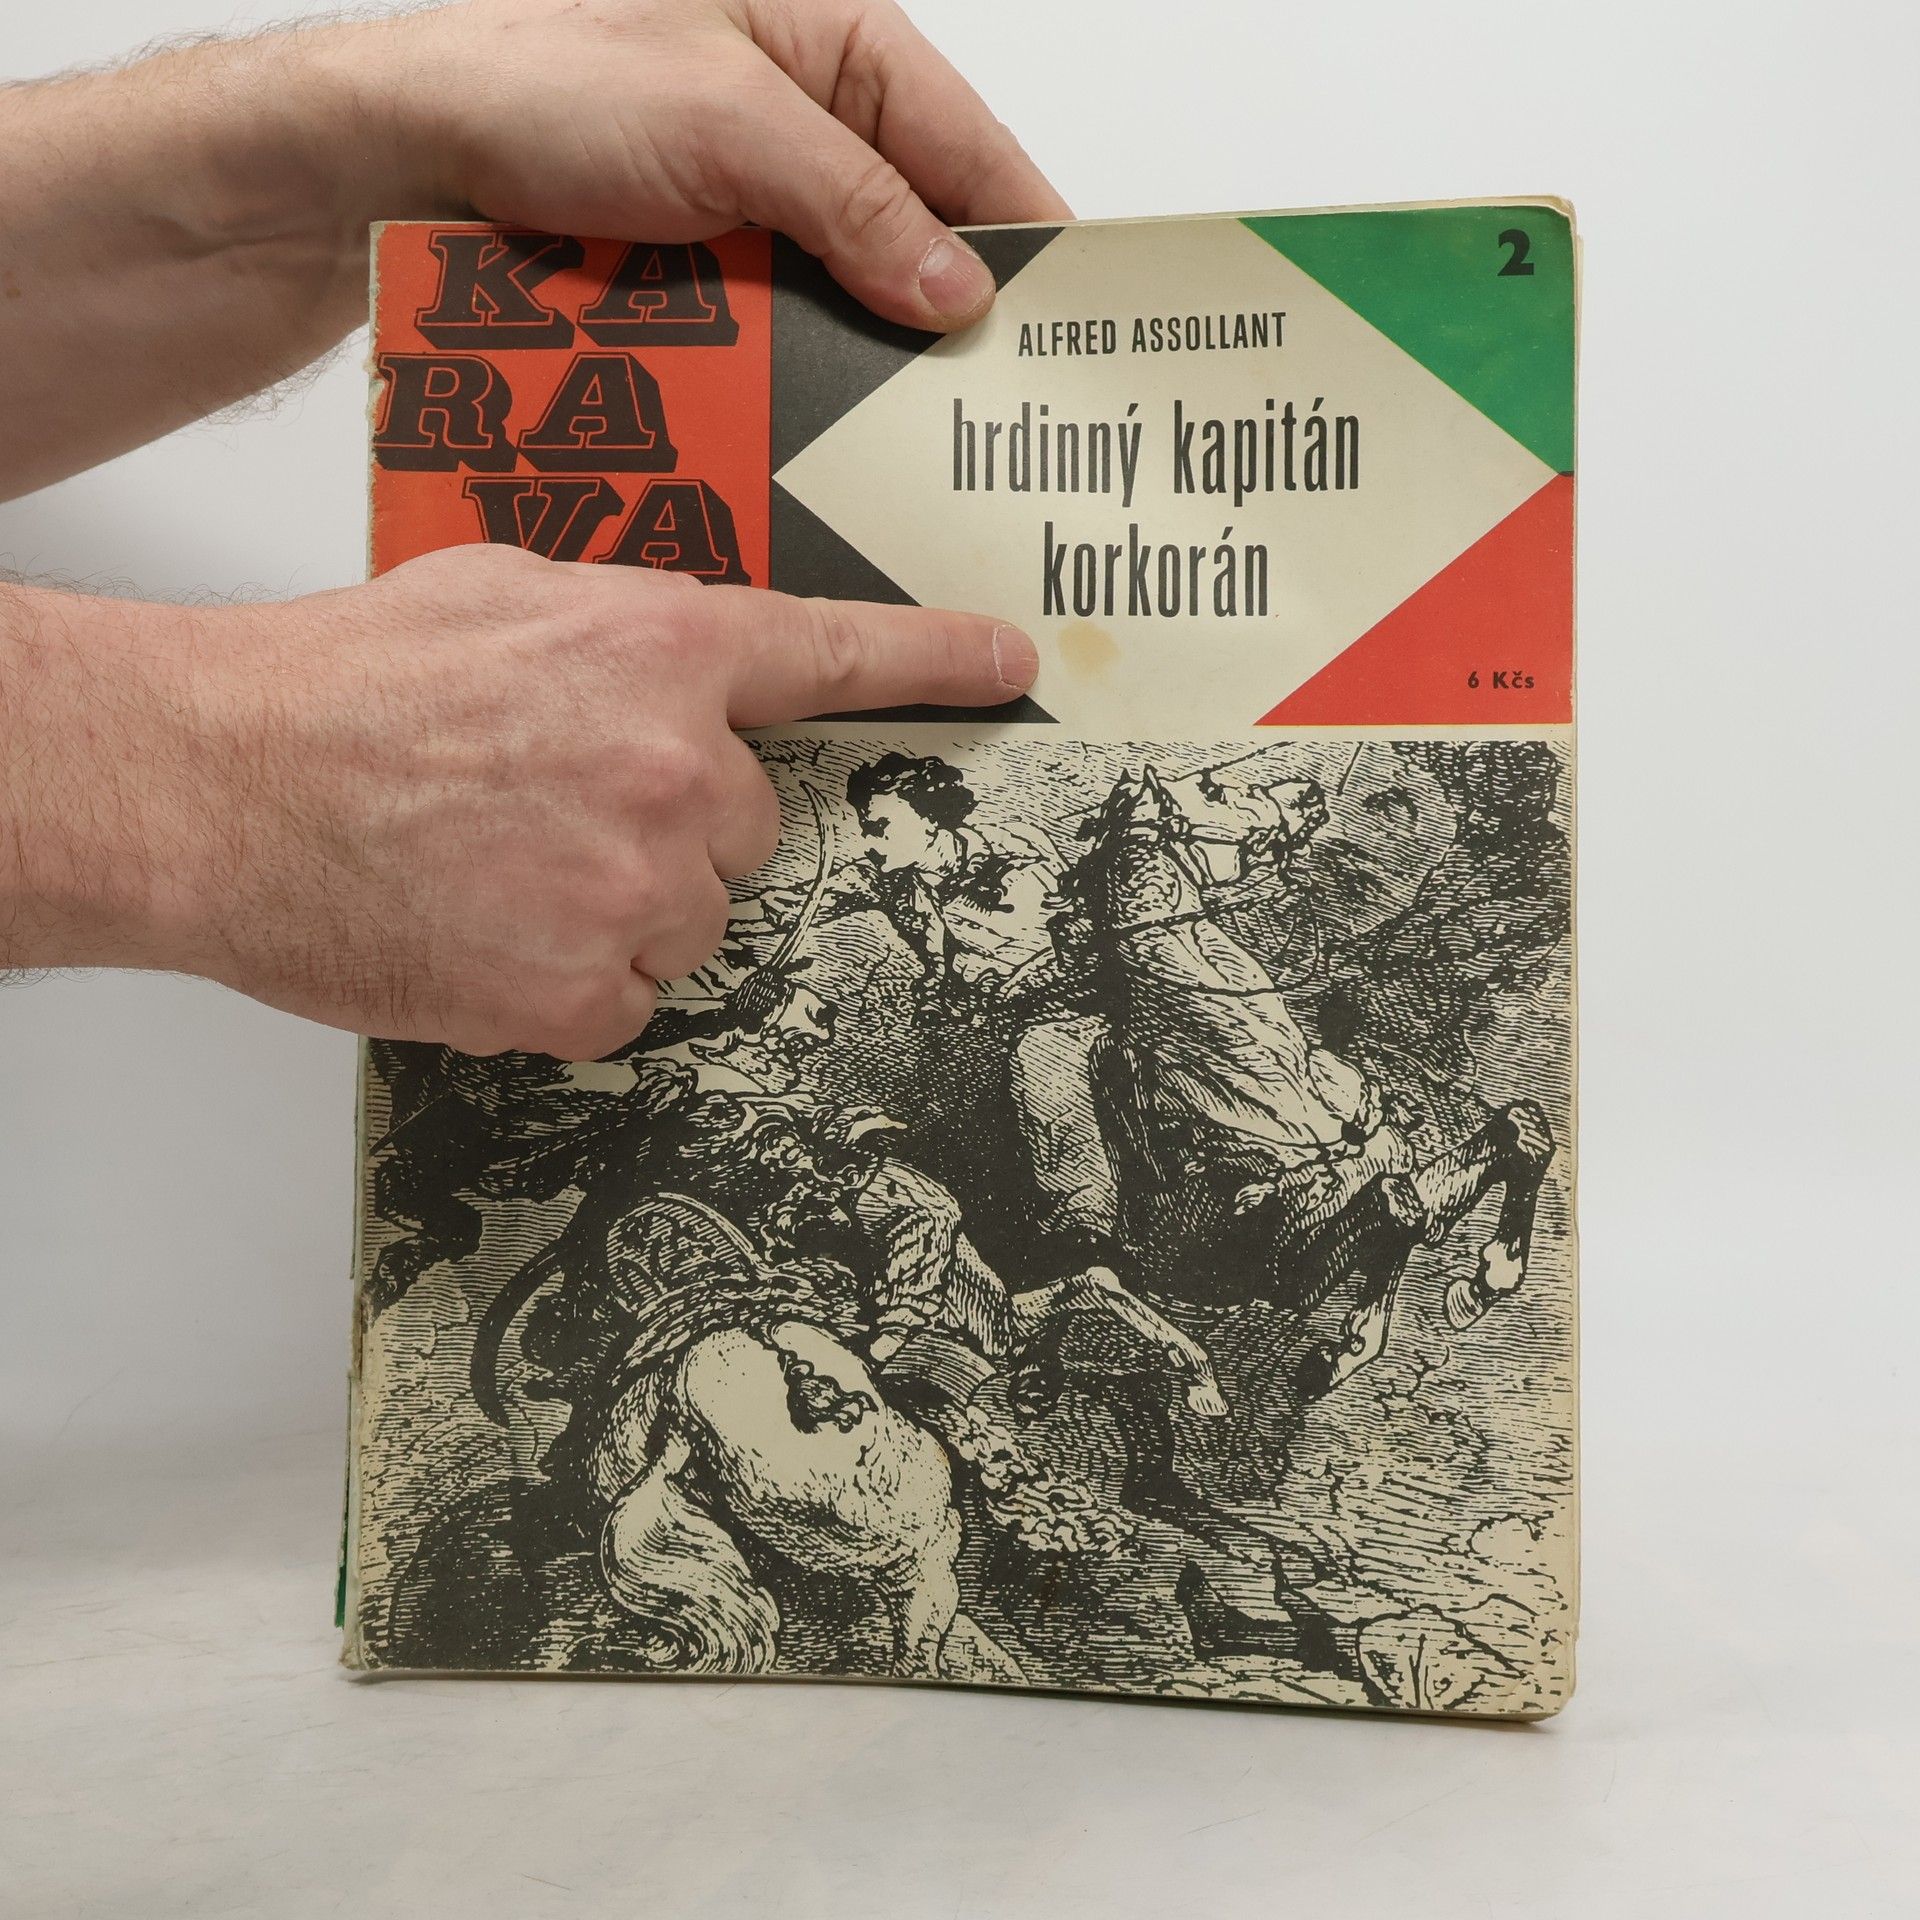 KA
RA
VA
2
ALFRED ASSOLLANT
hrdinný kapitán
korkorán
6 Kčs